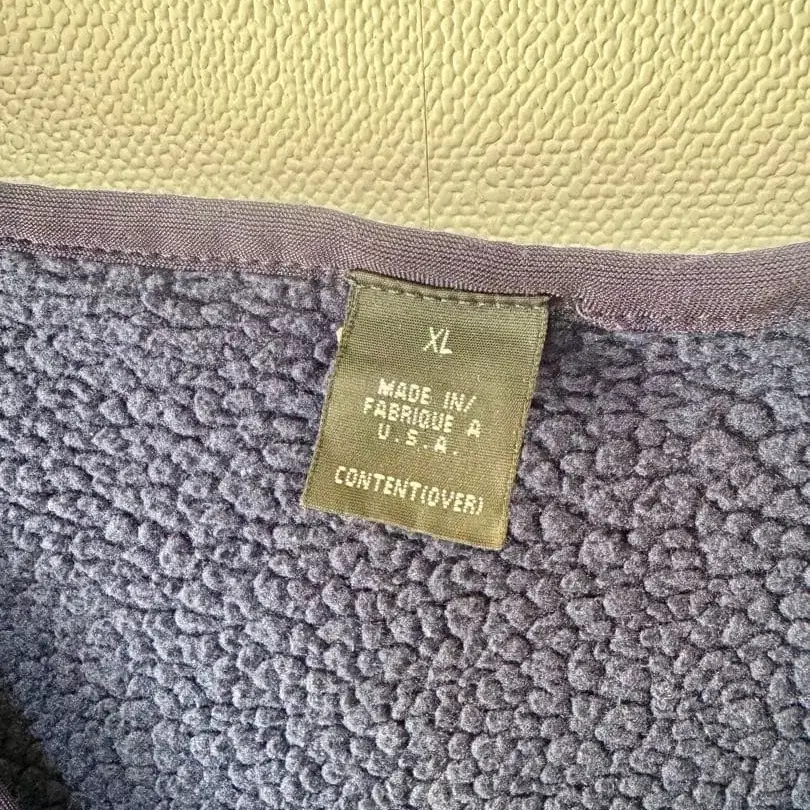 XL
MADE IN/
FABRIQUE A
U.S.A.
CONTENT(OVER)